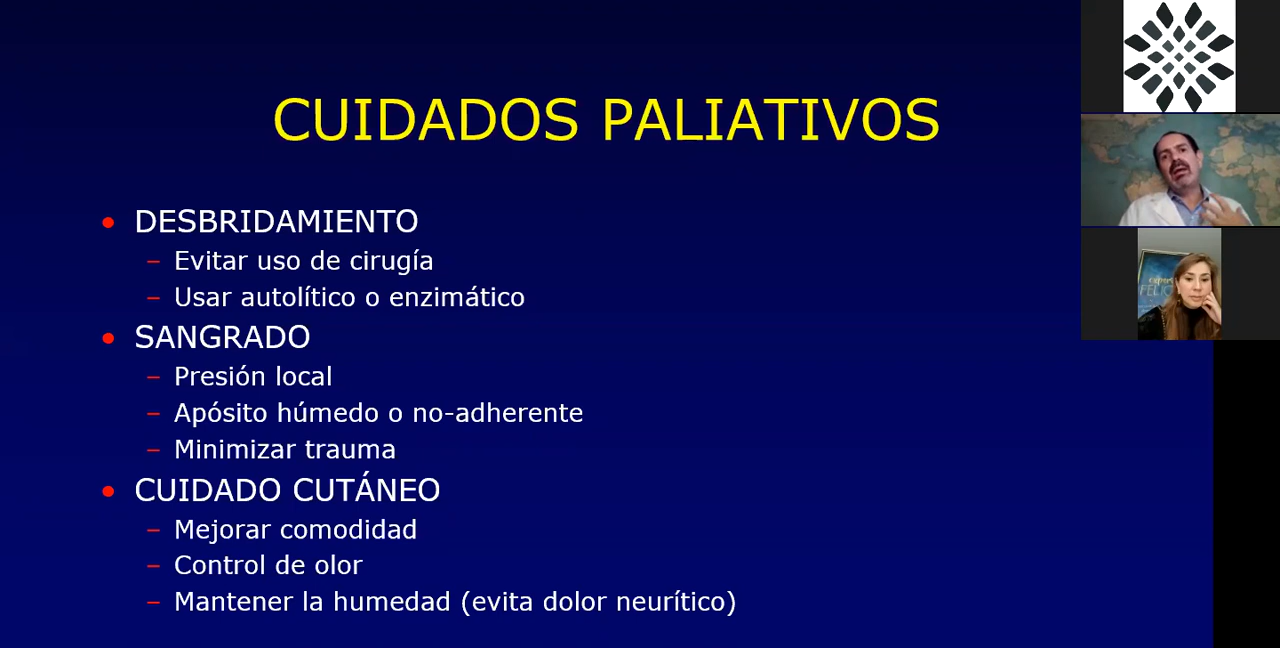 CUIDADOS PALIATIVOS
• DESBRIDAMIENTO
– Evitar uso de cirugía
– Usar autolítico o enzimático
• SANGRADO
– Presión local
– Apósito húmedo o no-adherente
– Minimizar trauma
• CUIDADO CUTÁNEO
– Mejorar comodidad
– Control de olor
– Mantener la humedad (evita dolor neurítico)